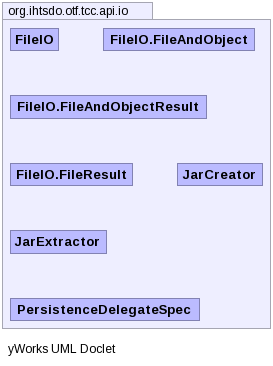 org.ihtsdo.otf.tcc.api.io
FileIO
FileIO.FileAndObject
FileIO.FileAndObjectResult
FileIO.FileResult
JarCreator
JarExtractor
PersistenceDelegateSpec
yWorks UML Doclet